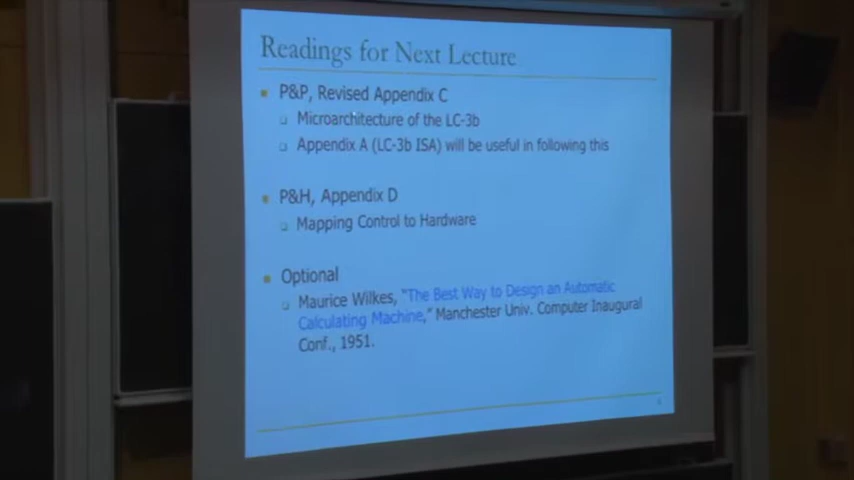 Readings for Next Lecture
P&P, Revised Appendix C
Microarchitecture of the LC-3b
Appendix A (LC-3b ISA) will be useful in following this
P&H, Appendix D
Mapping Control to Hardware
Optional
Maurice Wilkes, “The Best Way to Design an Automatic
Calculating Machine,” Manchester Univ. Computer Inaugural
Conf., 1951.